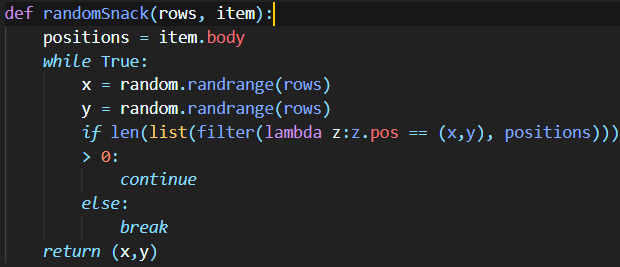 def randomSnack(rows, item):
    positions = item.body
    while True:
        x = random.randrange(rows)
        y = random.randrange(rows)
        if len(list(filter(lambda z:z.pos == (x,y), positions)))
        > 0:
            continue
        else:
            break
    return (x,y)